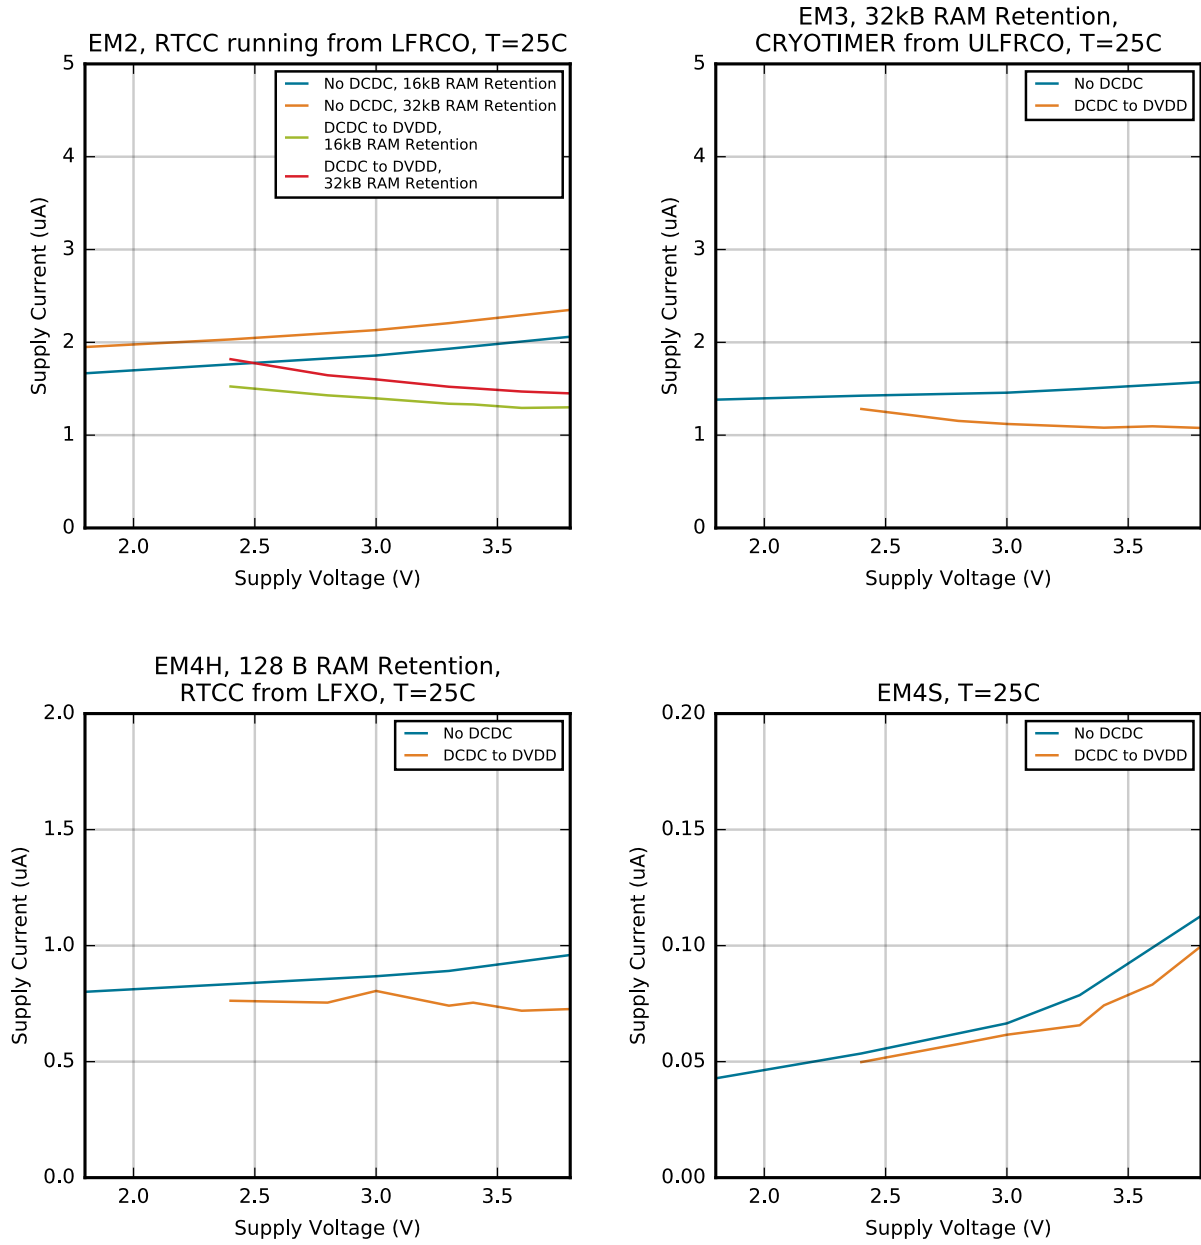 EM2, RTCC running from LFRCO, T=25C
5
4
3
2
1
0
Supply Current (uA)
No DCDC, 16kB RAM Retention
No DCDC, 32kB RAM Retention
DCDC to DVDD,
16kB RAM Retention
DCDC to DVDD,
32kB RAM Retention
2.0 2.5 3.0 3.5
Supply Voltage (V)
EM3, 32kB RAM Retention,
CRYOTIMER from ULFRCO, T=25C
5
4
3
2
1
0
Supply Current (uA)
No DCDC
DCDC to DVDD
2.0 2.5 3.0 3.5
Supply Voltage (V)
EM4H, 128 B RAM Retention,
RTCC from LFXO, T=25C
2.0
1.5
1.0
0.5
0.0
Supply Current (uA)
No DCDC
DCDC to DVDD
2.0 2.5 3.0 3.5
Supply Voltage (V)
EM4S, T=25C
0.20
0.15
0.10
0.05
0.00
Supply Current (uA)
No DCDC
DCDC to DVDD
2.0 2.5 3.0 3.5
Supply Voltage (V)